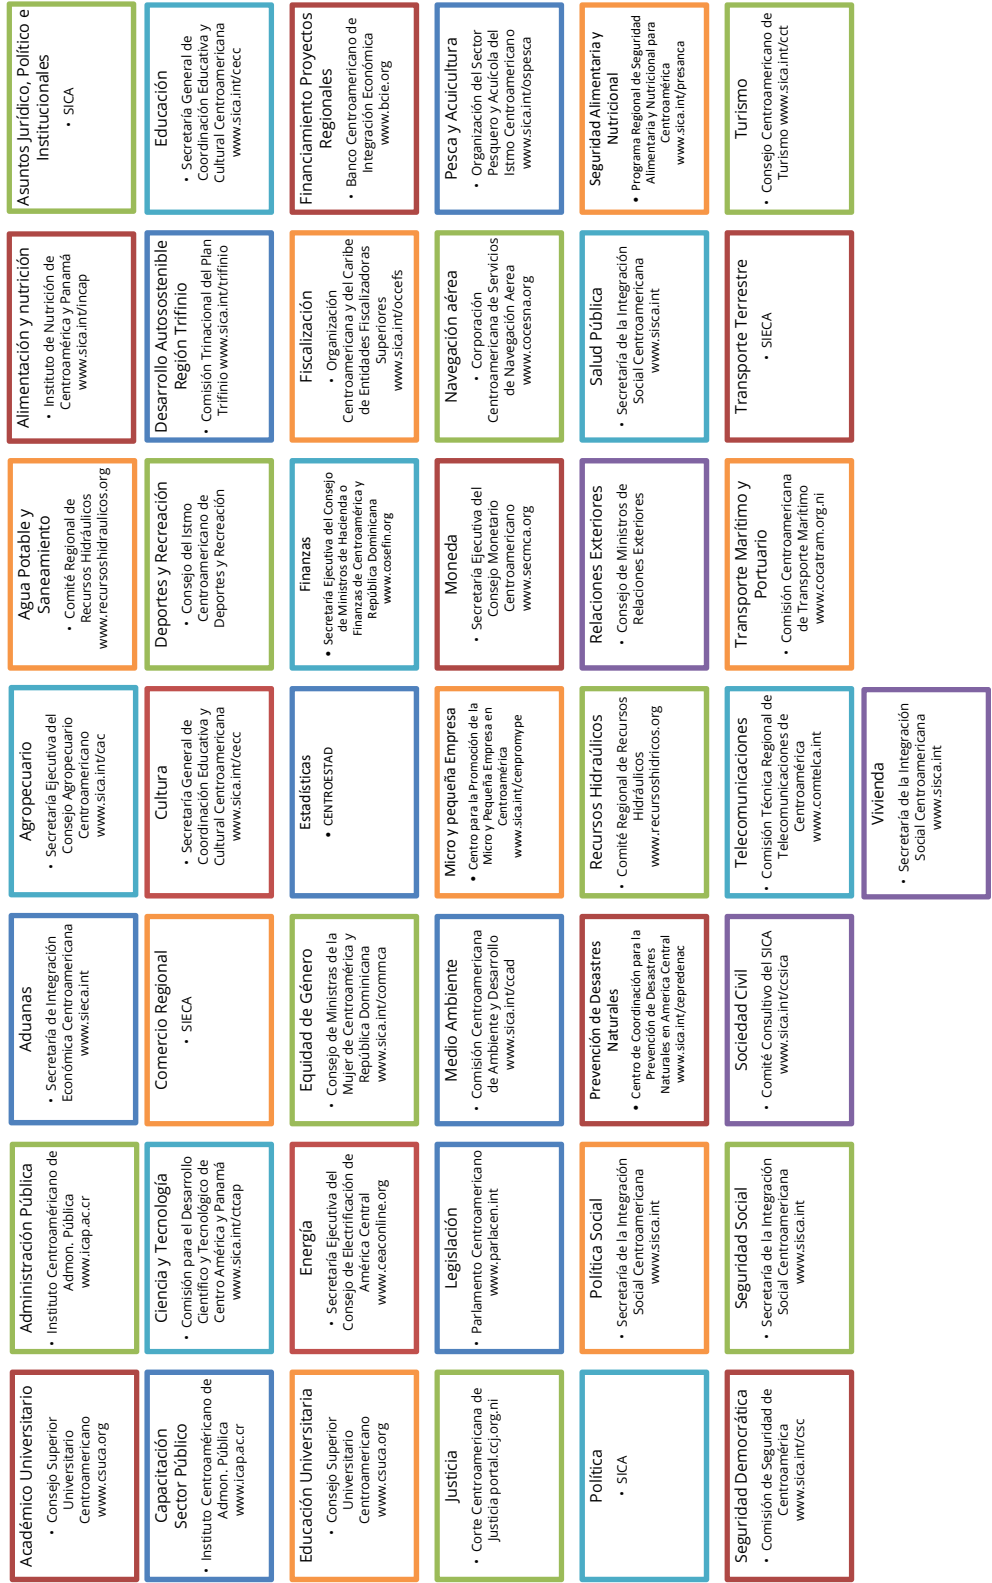 Académico Universitario
• Consejo Superior
Universitario
Centroamericano
www.csuca.org
Administración Pública
• Instituto Centroaméricano de
Admon. Pública
www.icap.ac.cr
Aduanas
• Secretaría de Integración
Económica Centroamericana
www.sieca.int
Agropecuario
• Secretaría Ejecutiva del
Consejo Agropecuario
Centroamericano
www.sica.int/cac
Agua Potable y
Saneamiento
• Comité Regional de
Recursos Hidráulicos
www.recursoshidraulicos.org
Alimentación y nutrición
• Instituto de Nutrición de
Centroamérica y Panamá
www.sica.int/incap
Asuntos Jurídico, Político e
Institucionales
• SICA
Capacitación
Sector Público
• Instituto Centroaméricano de
Admon. Pública
www.icap.ac.cr
Ciencia y Tecnología
• Comisión para el Desarrollo
Científico y Tecnológico de
Centro América y Panamá
www.sica.int/ctcap
Comercio Regional
• SIECA
Cultura
• Secretaría General de
Coordinación Educativa y
Cultural Centroamericana
www.sica.int/cecc
Deportes y Recreación
• Consejo del Istmo
Centroamericano de
Deportes y Recreación
Desarrollo Autosostenible
Región Trifinio
• Comisión Trinacional del Plan
Trifinio www.sica.int/trifinio
Educación
• Secretaría General de
Coordinación Educativa y
Cultural Centroamericana
www.sica.int/cecc
Educación Universitaria
• Consejo Superior
Universitario
Centroamericano
www.csuca.org
Energía
• Secretaría Ejecutiva del
Consejo de Electrificación de
América Central
www.ceaconline.org
Equidad de Género
• Consejo de Ministras de la
Mujer de Centroamérica y
República Dominicana
www.sica.int/commca
Estadísticas
• CENTROESTAD
Finanzas
• Secretaría Ejecutiva del Consejo
de Ministros de Hacienda o
Finanzas de Centroamérica y
República Dominicana
www.cosefin.org
Fiscalización
• Organización
Centroamericana y del Caribe
de Entidades Fiscalizadoras
Superiores
www.sica.int/occefs
Financiamiento Proyectos
Regionales
• Banco Centroamericano de
Integración Económica
www.bcie.org
Justicia
• Corte Centroamericana de
Justicia portal.ccj.org.ni
Legislación
• Parlamento Centroamericano
www.parlacen.int
Medio Ambiente
• Comisión Centroamericana
de Ambiente y Desarrollo
www.sica.int/ccad
Micro y pequeña Empresa
• Centro para la Promoción de la
Micro y Pequeña Empresa en
Centroamérica
www.sica.int/cenpromype
Moneda
• Secretaría Ejecutiva del
Consejo Monetario
Centroamericano
www.secmca.org
Navegación aérea
• Corporación
Centroamericana de Servicios
de Navegación Aerea
www.cocesna.org
Pesca y Acuicultura
• Organización del Sector
Pesquero y Acuícola del
Istmo Centroamericano
www.sica.int/ospesca
Política
• SICA
Política Social
• Secretaría de la Integración
Social Centroamericana
www.sisca.int
Prevención de Desastres
Naturales
• Centro de Coordinación para la
Prevención de Desastres
Naturales en America Central
www.sica.int/cepredenac
Recursos Hidraúlicos
• Comité Regional de Recursos
Hidráulicos
www.recursoshidricos.org
Relaciones Exteriores
• Consejo de Ministros de
Relaciones Exteriores
Salud Pública
• Secretaría de la Integración
Social Centroamericana
www.sisca.int
Seguridad Alimentaria y
Nutricional
• Programa Regional de Seguridad
Alimentaria y Nutricional para
Centroamérica
www.sica.int/presanca
Seguridad Democrática
• Comisión de Seguridad de
Centroamérica
www.sica.int/csc
Seguridad Social
• Secretaría de la Integración
Social Centroamericana
www.sisca.int
Sociedad Civil
• Comité Consultivo del SICA
www.sica.int/ccsica
Telecomunicaciones
• Comisión Técnica Regional de
Telecomunicaciones de
Centroamérica
www.comtelca.int
Transporte Marítimo y
Portuario
• Comisión Centroamericana
de Transporte Marítimo
www.cocatram.org.ni
Transporte Terrestre
• SIECA
Turismo
• Consejo Centroamericano de
Turismo www.sica.int/cct
Vivienda
• Secretaría de la Integración
Social Centroamericana
www.sisca.int